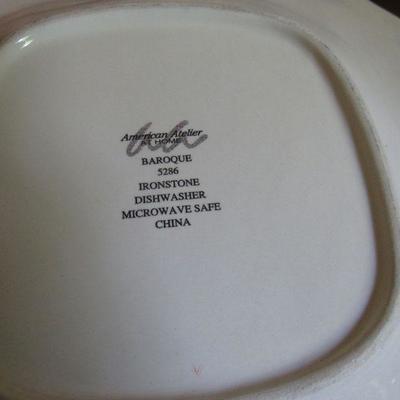 American Atelier
AT HOME
BAROQUE
5286
IRONSTONE
DISHWASHER
MICROWAVE SAFE
CHINA